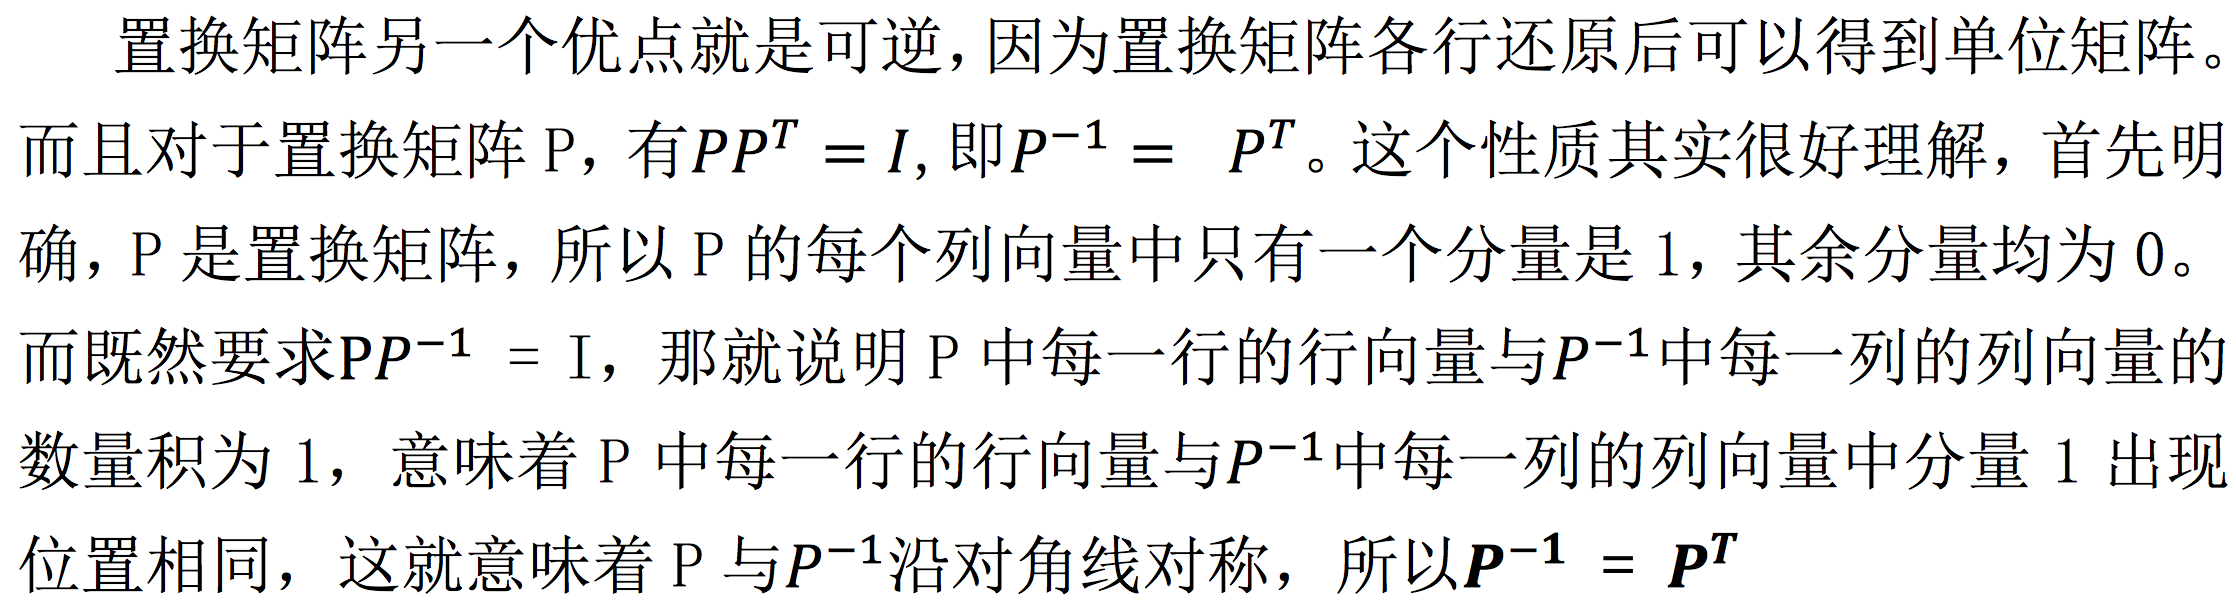 置换矩阵另一个优点就是可逆，因为置换矩阵各行还原后可以得到单位矩阵。
而且对于置换矩阵 P，有$PP^T = I$, 即$P^{-1} = P^T$。这个性质其实很好理解，首先明
确，P 是置换矩阵，所以 P 的每个列向量中只有一个分量是 1，其余分量均为 0。
而既然要求P$P^{-1}$ = I，那就说明 P 中每一行的行向量与$P^{-1}$中每一列的列向量的
数量积为 1，意味着 P 中每一行的行向量与$P^{-1}$中每一列的列向量中分量 1 出现
位置相同，这就意味着 P 与$P^{-1}$沿对角线对称，所以$P^{-1} = P^T$